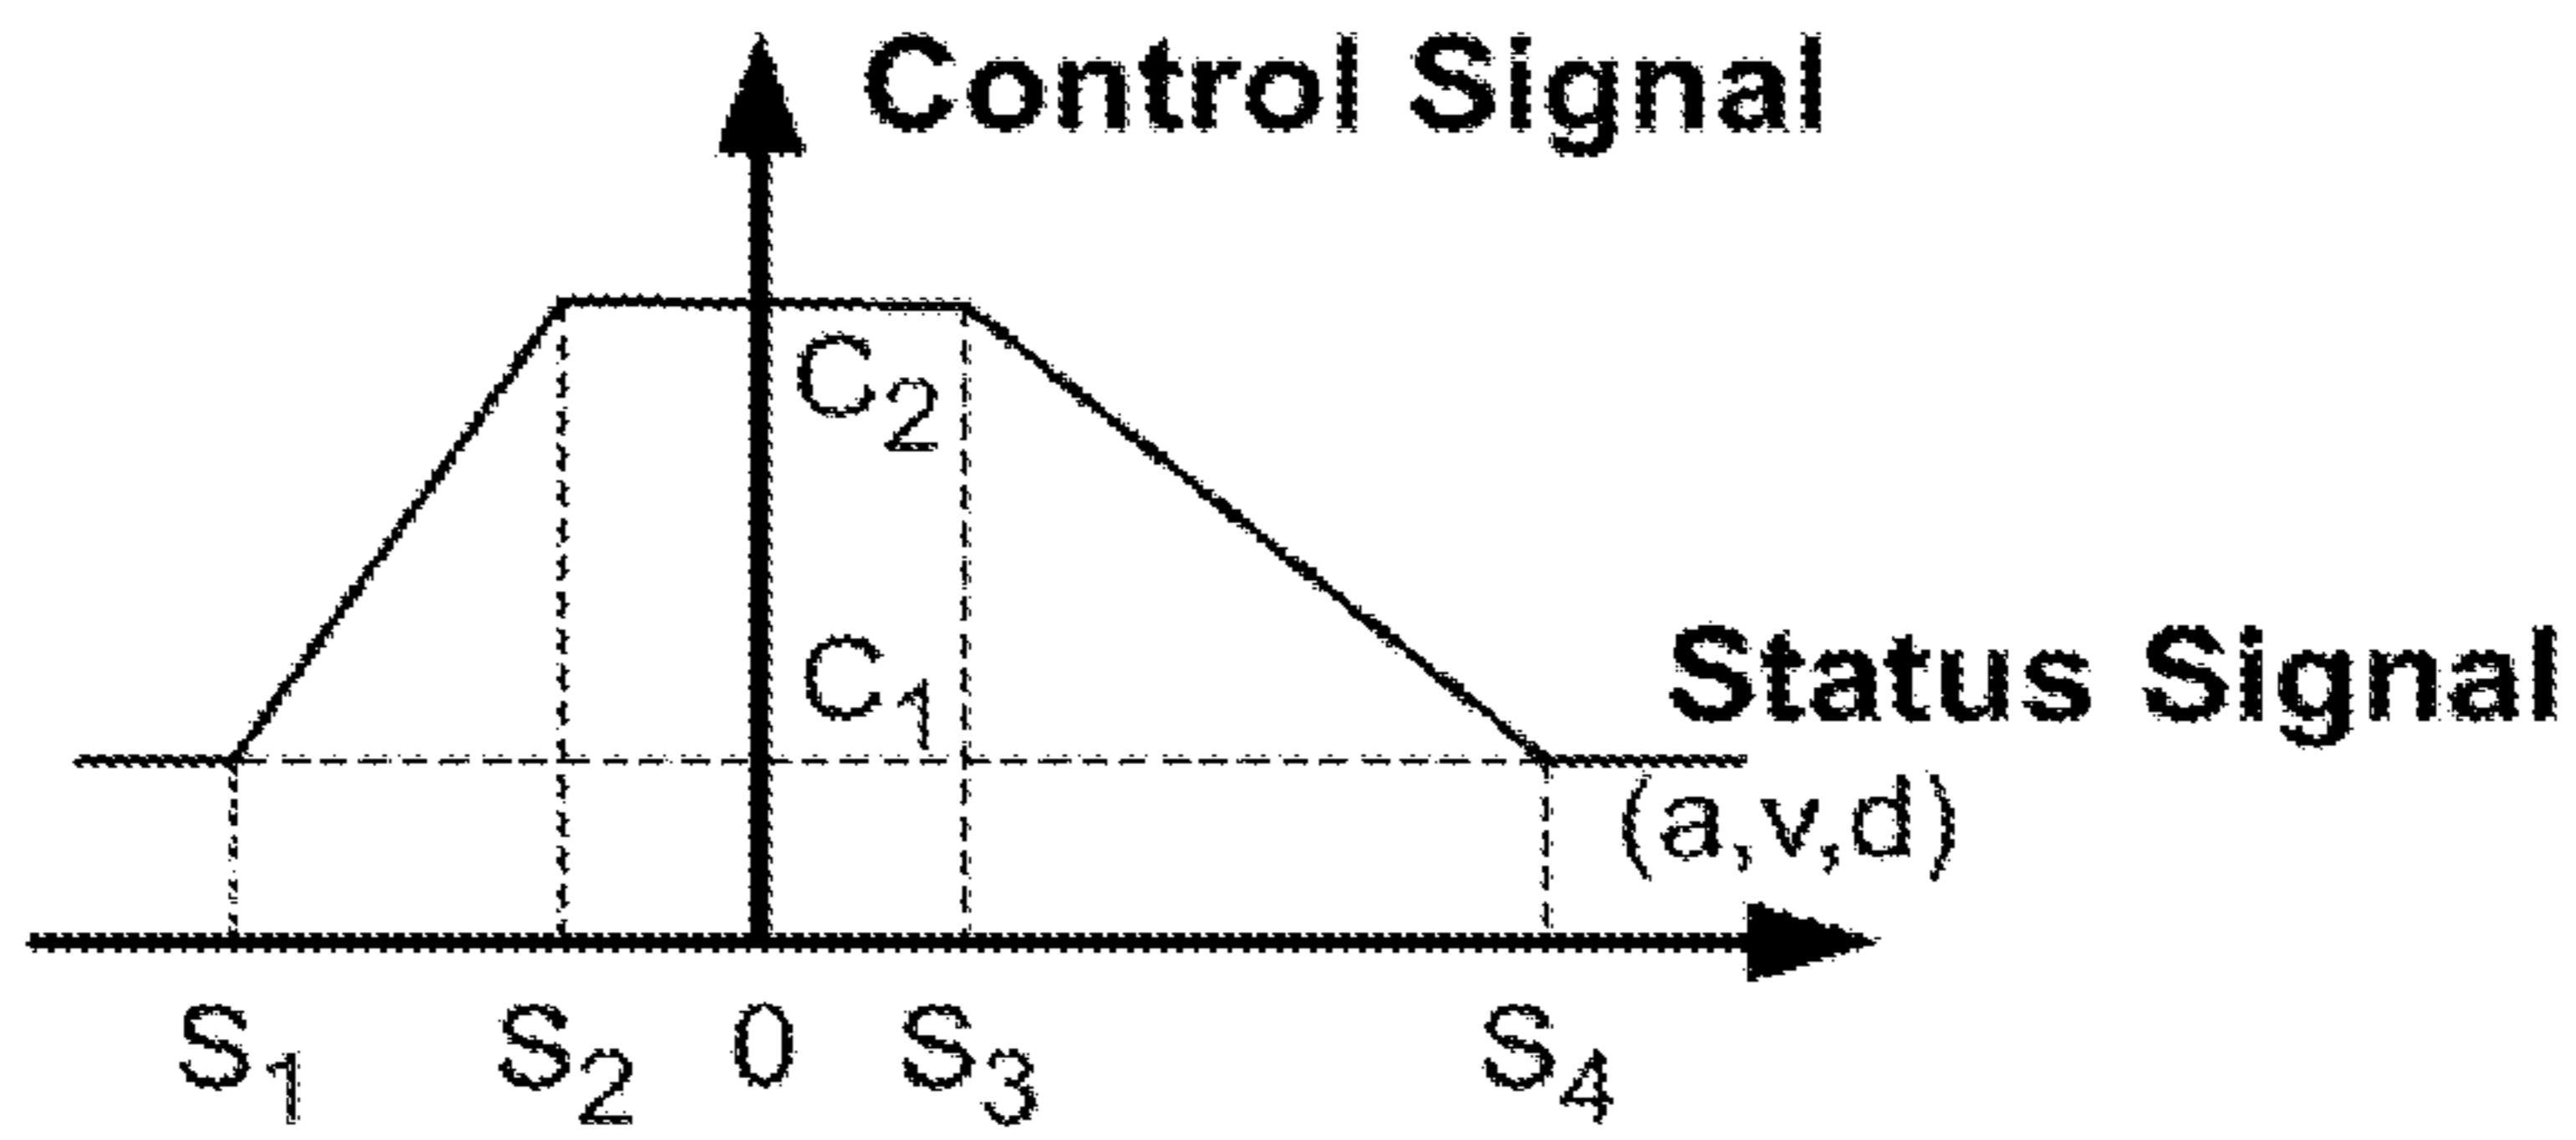 Control Signal
C₂
C₁
Status Signal
(a,v,d)
S₁ S₂ 0 S₃ S₄